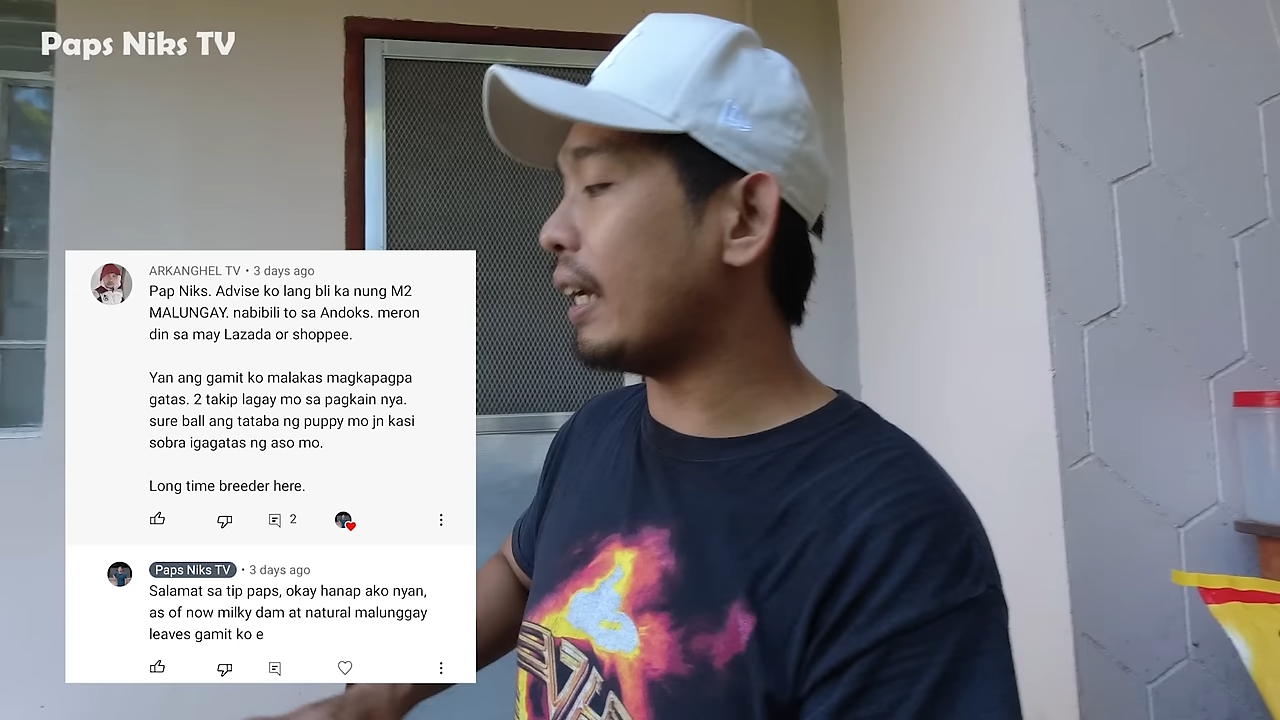 Paps Niks TV
ARKANGHEL TV • 3 days ago
Pap Niks. Advise ko lang bli ka nung M2
MALUNGAY. nabibili to sa Andoks. meron
din sa may Lazada or shoppee.
Yan ang gamit ko malakas magkapagpa
gatas. 2 takip lagay mo sa pagkain nya.
sure ball ang tataba ng puppy mo jn kasi
sobra igagatas ng aso mo.
Long time breeder here.
2
Paps Niks TV • 3 days ago
Salamat sa tip paps, okay hanap ako nyan,
as of now milky dam at natural malunggay
leaves gamit ko e